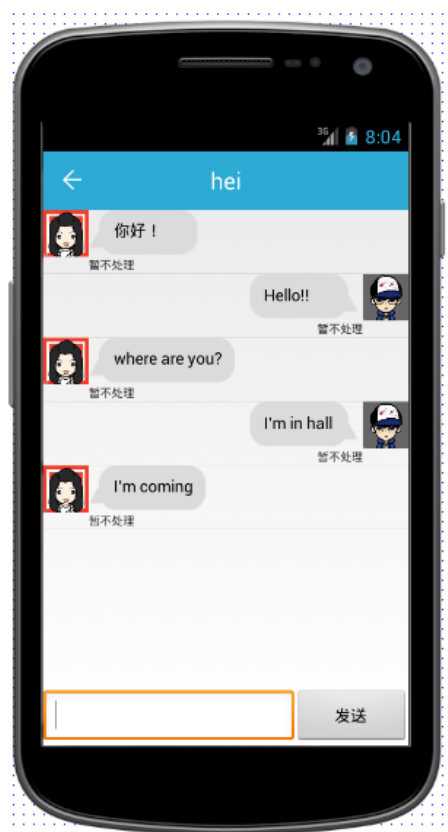 3G 8:04
hei
你好！
暂不处理
Hello!!
暂不处理
where are you?
暂不处理
I'm in hall
暂不处理
I'm coming
暂不处理
发送